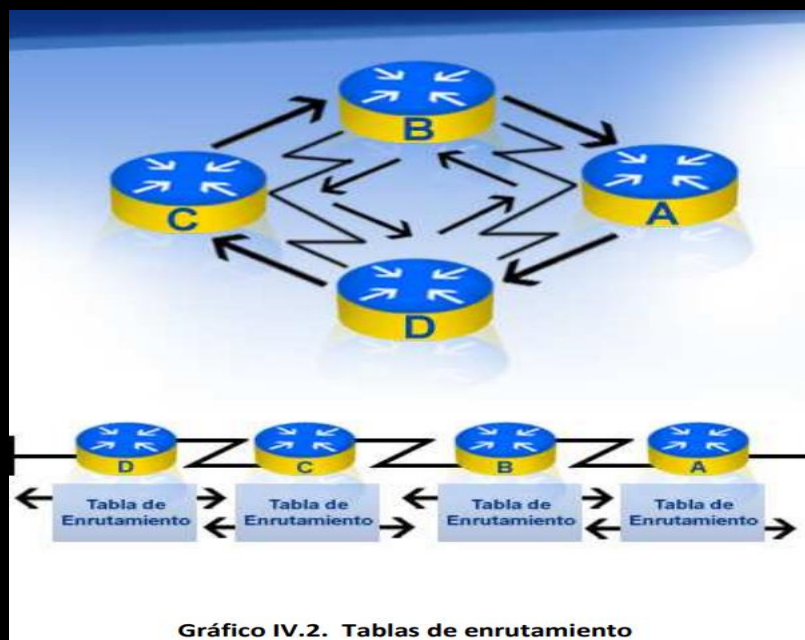 B
C
A
D
D
C
B
A
Tabla de
Enrutamiento
Tabla de
Enrutamiento
Tabla de
Enrutamiento
Tabla de
Enrutamiento
Gráfico IV.2. Tablas de enrutamiento